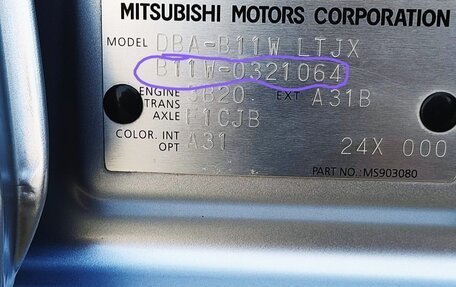 MITSUBISHI MOTORS CORPORATION
MODEL DBA-B11W LTJX
B11W-0321064
ENGINE 3B20 EXT A31B
TRANS
AXLE F1CJB
COLOR. INT A31
OPT 24X 000
PART NO.: MS903080